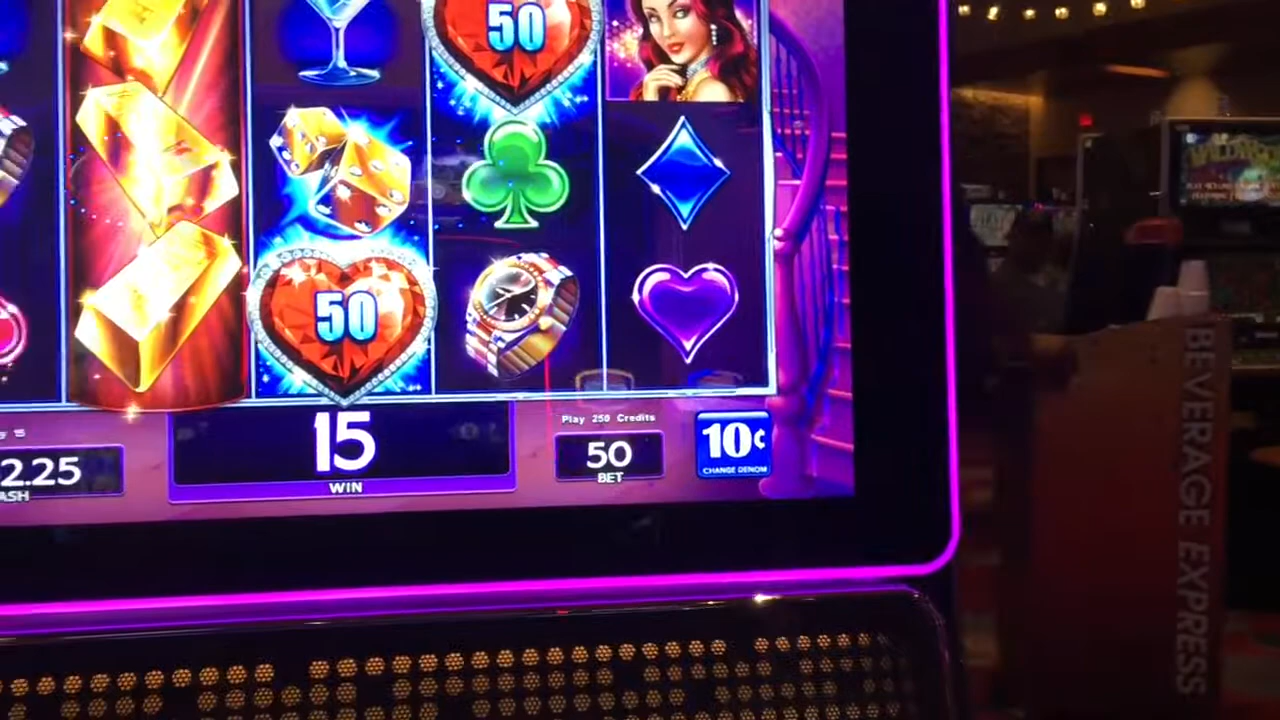 50
50
15
WIN
2.25
ASH
Play 250 Credits
50
BET
10¢
CHANGE DENOM
BEVERAGE EXPRESS